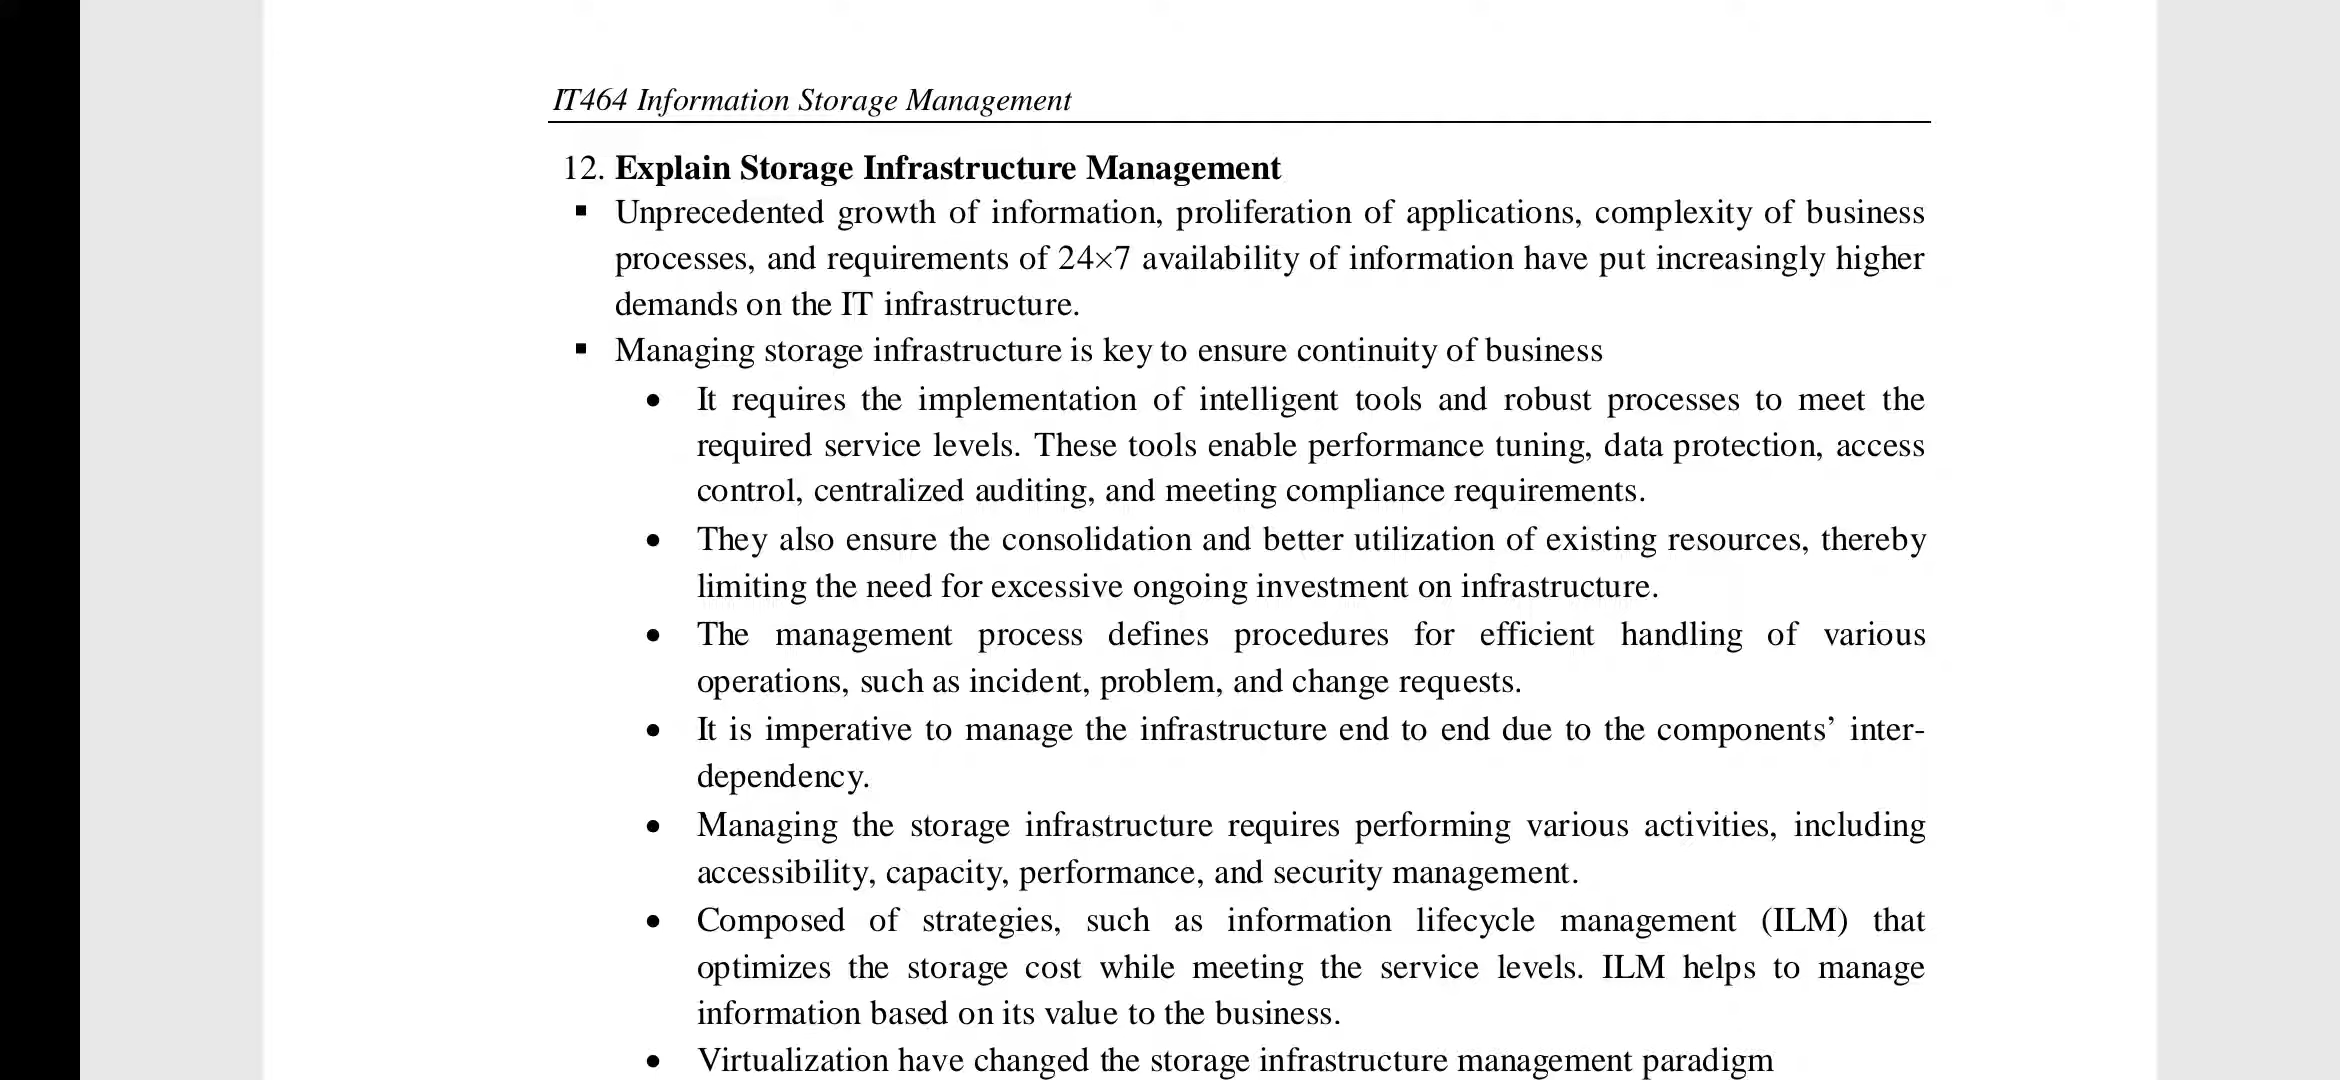 IT464 Information Storage Management
12. Explain Storage Infrastructure Management
▪ Unprecedented growth of information, proliferation of applications, complexity of business
processes, and requirements of 24×7 availability of information have put increasingly higher
demands on the IT infrastructure.
▪ Managing storage infrastructure is key to ensure continuity of business
• It requires the implementation of intelligent tools and robust processes to meet the
required service levels. These tools enable performance tuning, data protection, access
control, centralized auditing, and meeting compliance requirements.
• They also ensure the consolidation and better utilization of existing resources, thereby
limiting the need for excessive ongoing investment on infrastructure.
• The management process defines procedures for efficient handling of various
operations, such as incident, problem, and change requests.
• It is imperative to manage the infrastructure end to end due to the components’ inter-
dependency.
• Managing the storage infrastructure requires performing various activities, including
accessibility, capacity, performance, and security management.
• Composed of strategies, such as information lifecycle management (ILM) that
optimizes the storage cost while meeting the service levels. ILM helps to manage
information based on its value to the business.
• Virtualization have changed the storage infrastructure management paradigm